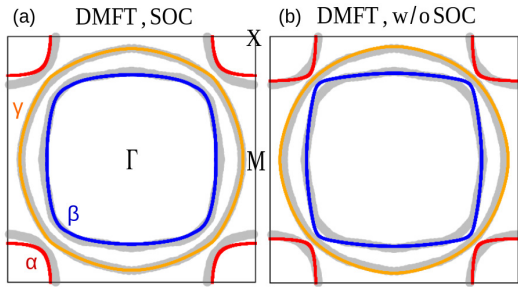 (a) DMFT, SOC
(b) DMFT, w/o SOC
X
γ
Γ
M
β
α